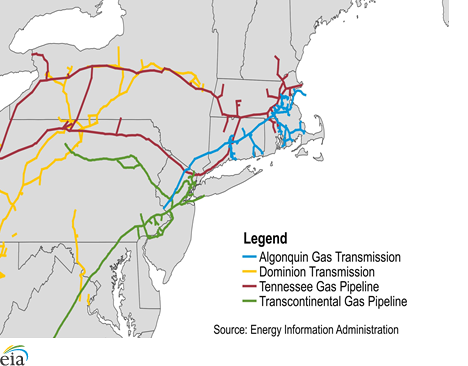 Legend
Algonquin Gas Transmission
Dominion Transmission
Tennessee Gas Pipeline
Transcontinental Gas Pipeline
Source: Energy Information Administration
eia